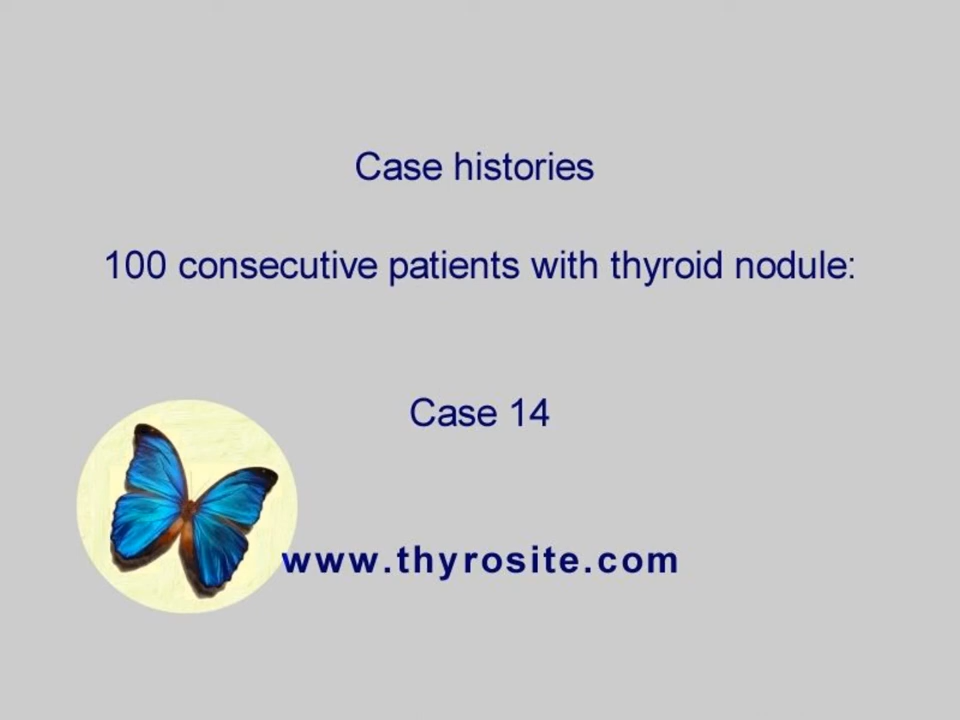 Case histories
100 consecutive patients with thyroid nodule:
Case 14
www.thyrosite.com